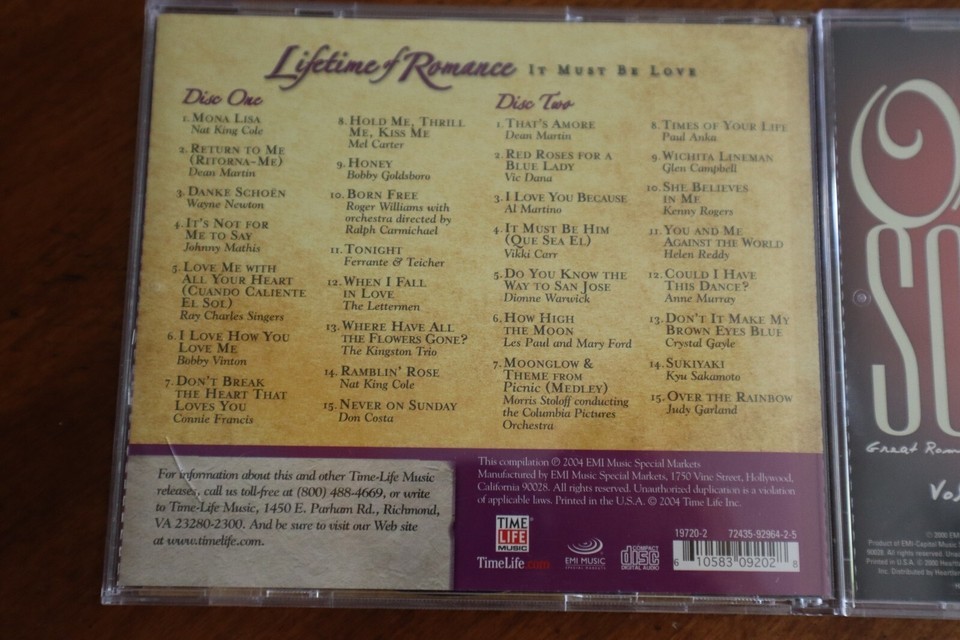 Lifetime of Romance IT MUST BE LOVE
Disc One
1. MONA LISA
Nat King Cole
2. RETURN TO ME
(RITORNA-ME)
Dean Martin
3. DANKE SCHOËN
Wayne Newton
4. IT'S NOT FOR
ME TO SAY
Johnny Mathis
5. LOVE ME WITH
ALL YOUR HEART
(CUANDO CALIENTE
EL SOL)
Ray Charles Singers
6. I LOVE HOW YOU
LOVE ME
Bobby Vinton
7. DON'T BREAK
THE HEART THAT
LOVES YOU
Connie Francis
8. HOLD ME, THRILL
ME, KISS ME
Mel Carter
9. HONEY
Bobby Goldsboro
10. BORN FREE
Roger Williams with
orchestra directed by
Ralph Carmichael
11. TONIGHT
Ferrante & Teicher
12. WHEN I FALL
IN LOVE
The Lettermen
13. WHERE HAVE ALL
THE FLOWERS GONE?
The Kingston Trio
14. RAMBLIN' ROSE
Nat King Cole
15. NEVER ON SUNDAY
Don Costa
Disc Two
1. THAT'S AMORE
Dean Martin
2. RED ROSES FOR A
BLUE LADY
Vic Dana
3. I LOVE YOU BECAUSE
Al Martino
4. IT MUST BE HIM
(QUE SEA EL)
Vikki Carr
5. DO YOU KNOW THE
WAY TO SAN JOSE
Dionne Warwick
6. HOW HIGH
THE MOON
Les Paul and Mary Ford
7. MOONGLOW &
THEME FROM
Picnic (MEDLEY)
Morris Stoloff conducting
the Columbia Pictures
Orchestra
8. TIMES OF YOUR LIFE
Paul Anka
9. WICHITA LINEMAN
Glen Campbell
10. SHE BELIEVES
IN ME
Kenny Rogers
11. YOU AND ME
AGAINST THE WORLD
Helen Reddy
12. COULD I HAVE
THIS DANCE?
Anne Murray
13. DON'T IT MAKE MY
BROWN EYES BLUE
Crystal Gayle
14. SUKIYAKI
Kyu Sakamoto
15. OVER THE RAINBOW
Judy Garland
For information about this and other Time-Life Music
releases, call us toll-free at (800) 488-4669, or write
to Time-Life Music, 1450 E. Parham Rd., Richmond,
VA 23280-2300. And be sure to visit our Web site
at www.timelife.com.
This compilation ℗ 2004 EMI Music Special Markets
Manufactured by EMI Music Special Markets, 1750 Vine Street, Hollywood,
California 90028. All rights reserved. Unauthorized duplication is a violation
of applicable laws. Printed in the U.S.A. © 2004 Time Life Inc.
TIME
LIFE
MUSIC
TimeLife.com
EMI MUSIC
SPECIAL MARKETS
COMPACT
disc
DIGITAL AUDIO
19720-2 72435-92964-2-5
6 10583 09202 8
SO
Great Rom
Vo